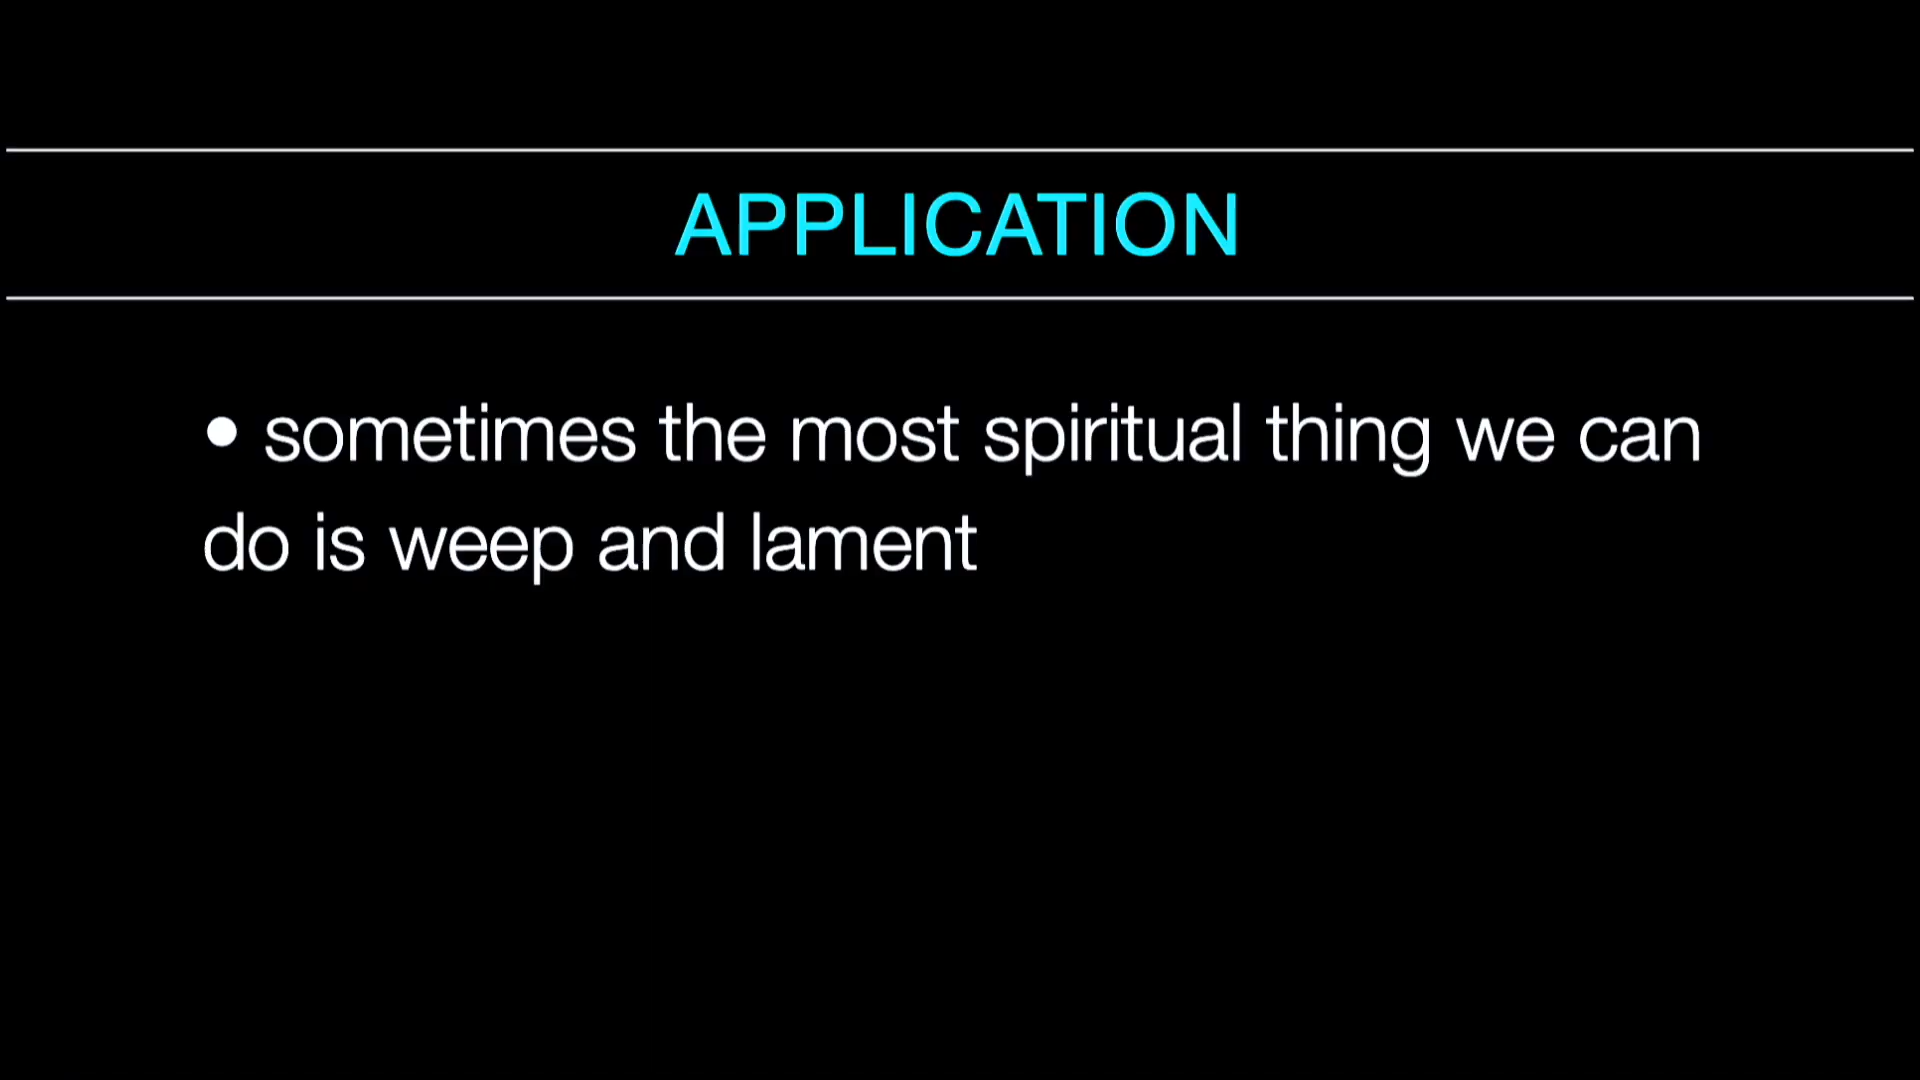 APPLICATION
• sometimes the most spiritual thing we can
do is weep and lament